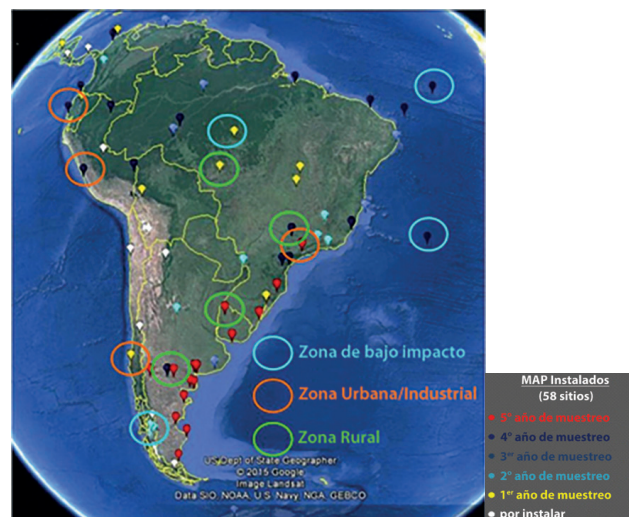 Zona de bajo impacto
Zona Urbana/Industrial
Zona Rural
US Dept of State Geographer
© 2015 Google
Image Landsat
Data SIO, NOAA, U.S. Navy, NGA, GEBCO
MAP Instalados
(58 sitios)
5° año de muestreo
4° año de muestreo
3er año de muestreo
2° año de muestreo
1er año de muestreo
por instalar